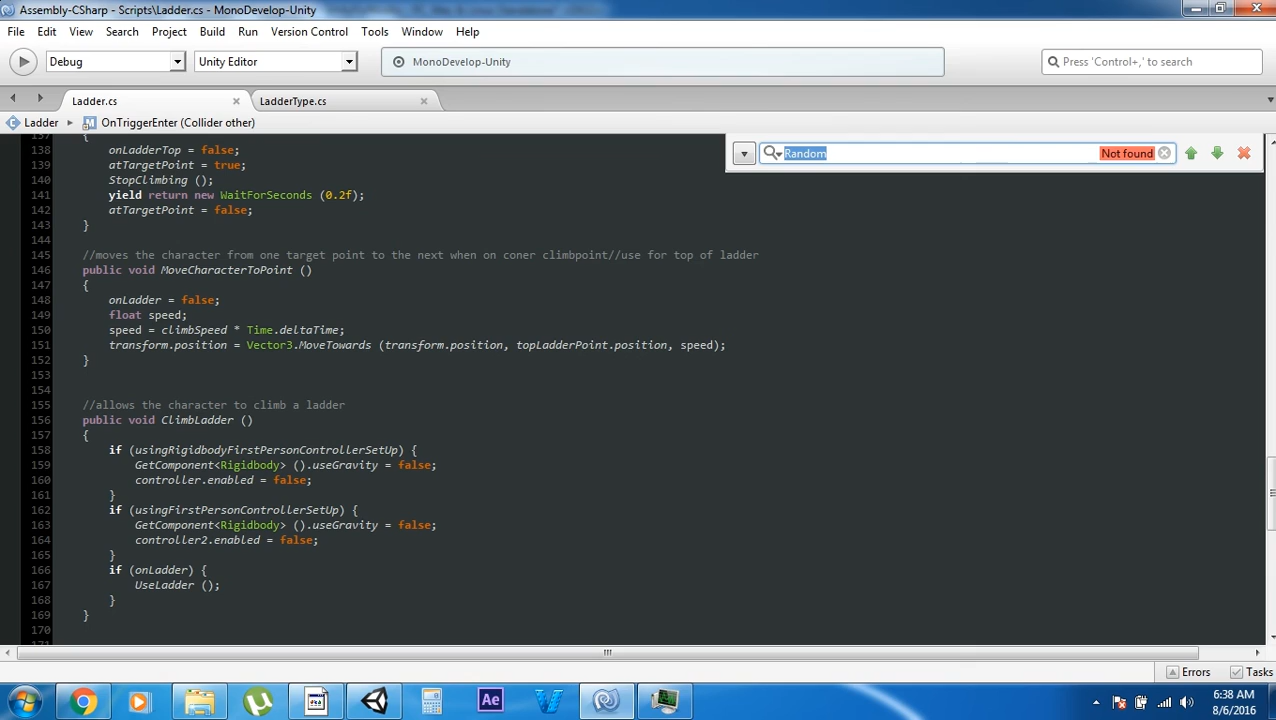 Assembly-CSharp - Scripts\Ladder.cs - MonoDevelop-Unity
File Edit View Search Project Build Run Version Control Tools Window Help
Debug Unity Editor MonoDevelop-Unity Press 'Control+,' to search
Ladder.cs LadderType.cs
Ladder OnTriggerEnter (Collider other)
Random Not found
137 {
138 onLadderTop = false;
139 atTargetPoint = true;
140 StopClimbing ();
141 yield return new WaitForSeconds (0.2f);
142 atTargetPoint = false;
143 }
144
145 //moves the character from one target point to the next when on coner climbpoint//use for top of ladder
146 public void MoveCharacterToPoint ()
147 {
148 onLadder = false;
149 float speed;
150 speed = climbSpeed * Time.deltaTime;
151 transform.position = Vector3.MoveTowards (transform.position, topLadderPoint.position, speed);
152 }
153
154
155 //allows the character to climb a ladder
156 public void ClimbLadder ()
157 {
158 if (usingRigidbodyFirstPersonControllerSetUp) {
159 GetComponent<Rigidbody> ().useGravity = false;
160 controller.enabled = false;
161 }
162 if (usingFirstPersonControllerSetUp) {
163 GetComponent<Rigidbody> ().useGravity = false;
164 controller2.enabled = false;
165 }
166 if (onLadder) {
167 UseLadder ();
168 }
169 }
170
171
Errors Tasks
Ae
6:38 AM
8/6/2016